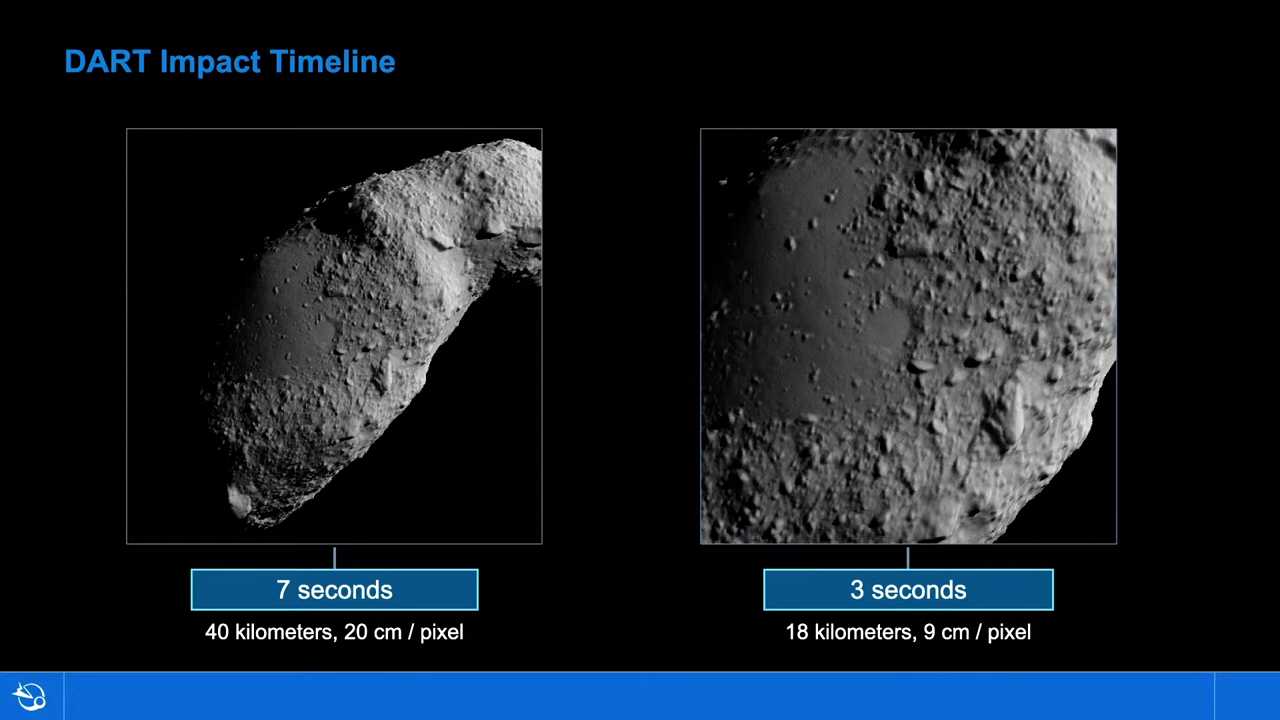 DART Impact Timeline
7 seconds
40 kilometers, 20 cm / pixel
3 seconds
18 kilometers, 9 cm / pixel